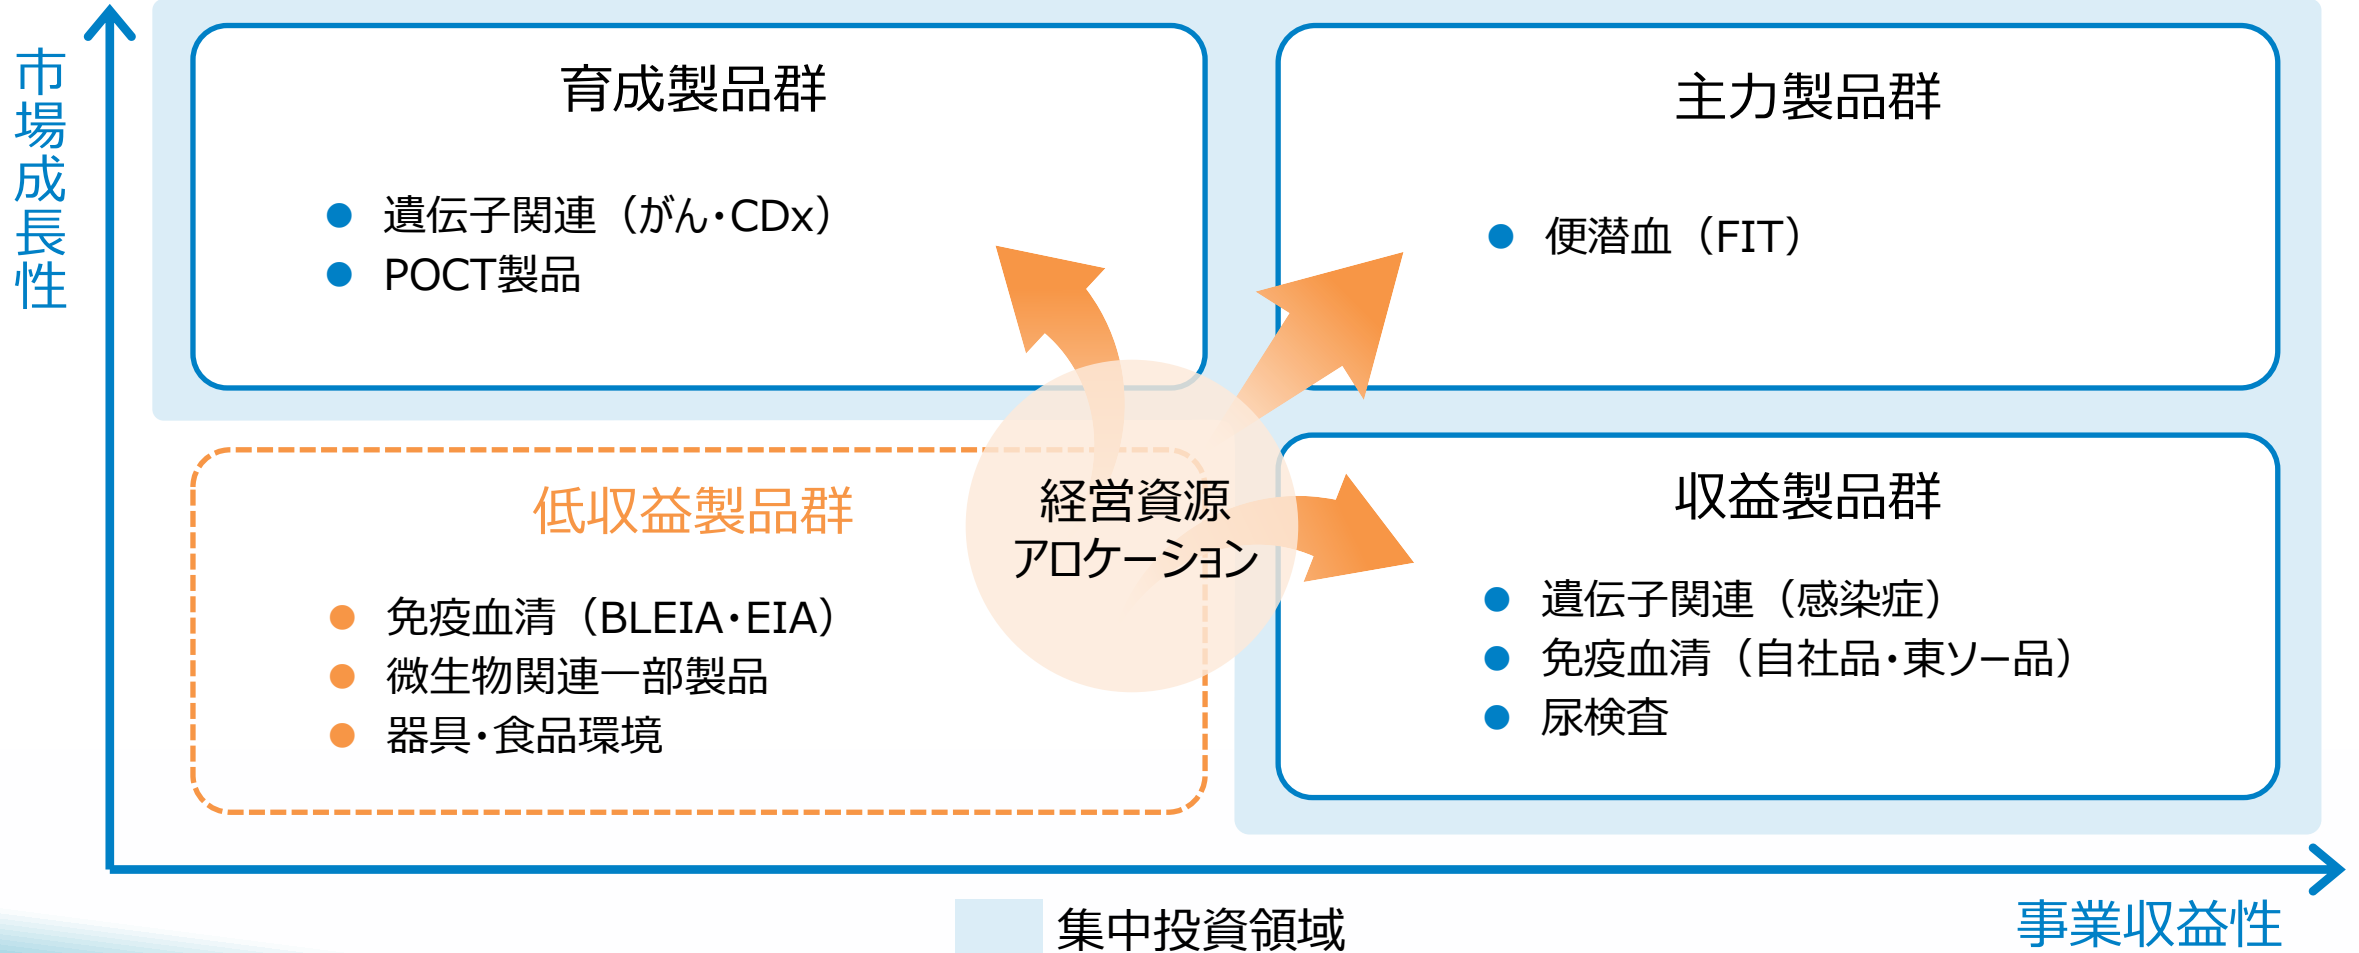 市場成長性
育成製品群
遺伝子関連（がん・CDx）
POCT製品
主力製品群
便潜血（FIT）
低収益製品群
免疫血清（BLEIA・EIA）
微生物関連一部製品
器具・食品環境
経営資源
アロケーション
収益製品群
遺伝子関連（感染症）
免疫血清（自社品・東ソー品）
尿検査
集中投資領域
事業収益性